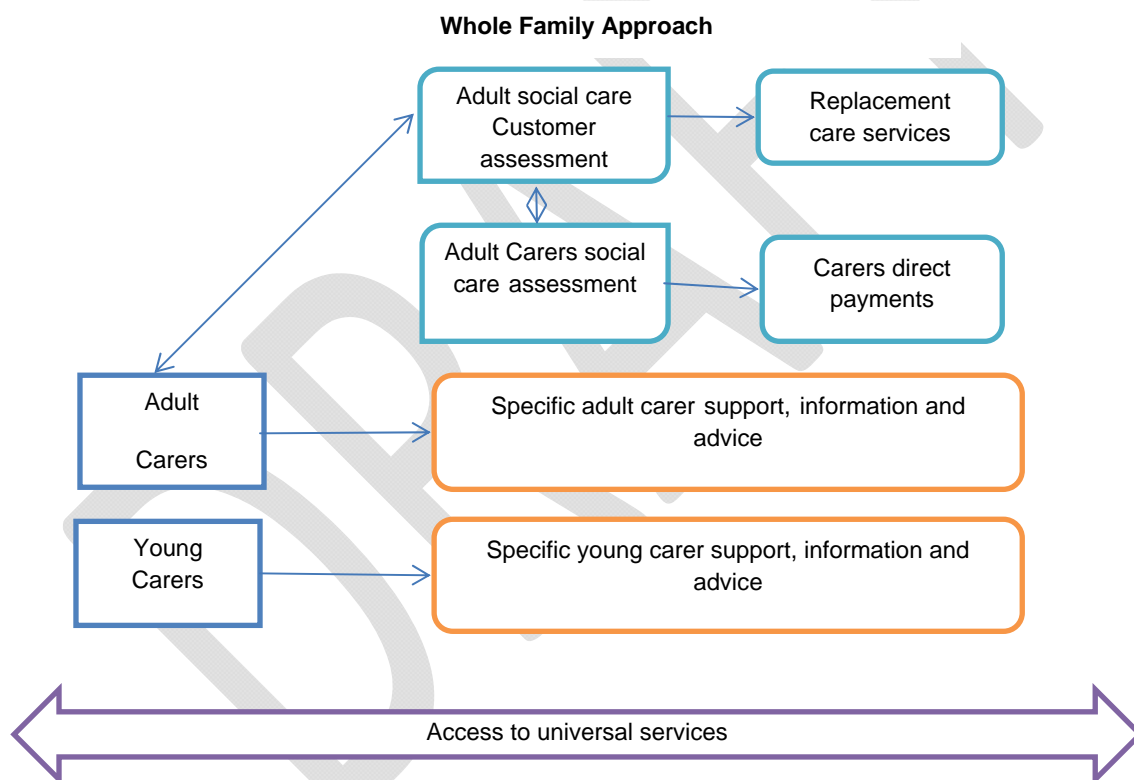 Whole Family Approach
Adult social care
Customer
assessment
Replacement
care services
Adult Carers social
care assessment
Carers direct
payments
Adult
Carers
Specific adult carer support, information and
advice
Young
Carers
Specific young carer support, information and
advice
Access to universal services
DRAFT